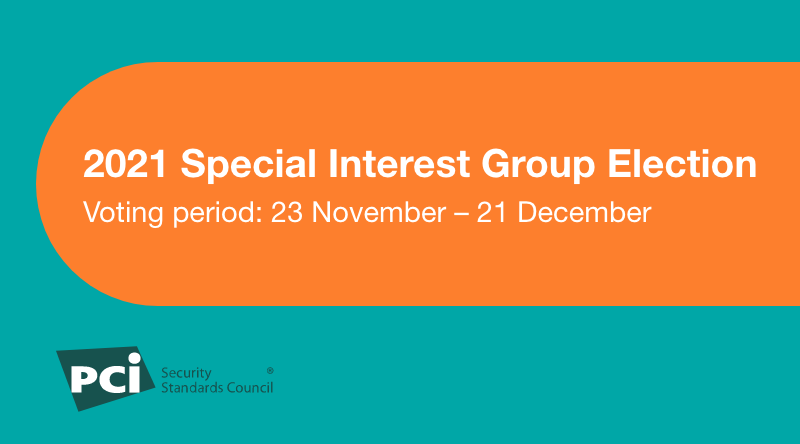 2021 Special Interest Group Election
Voting period: 23 November – 21 December
PCi Security ®
Standards Council